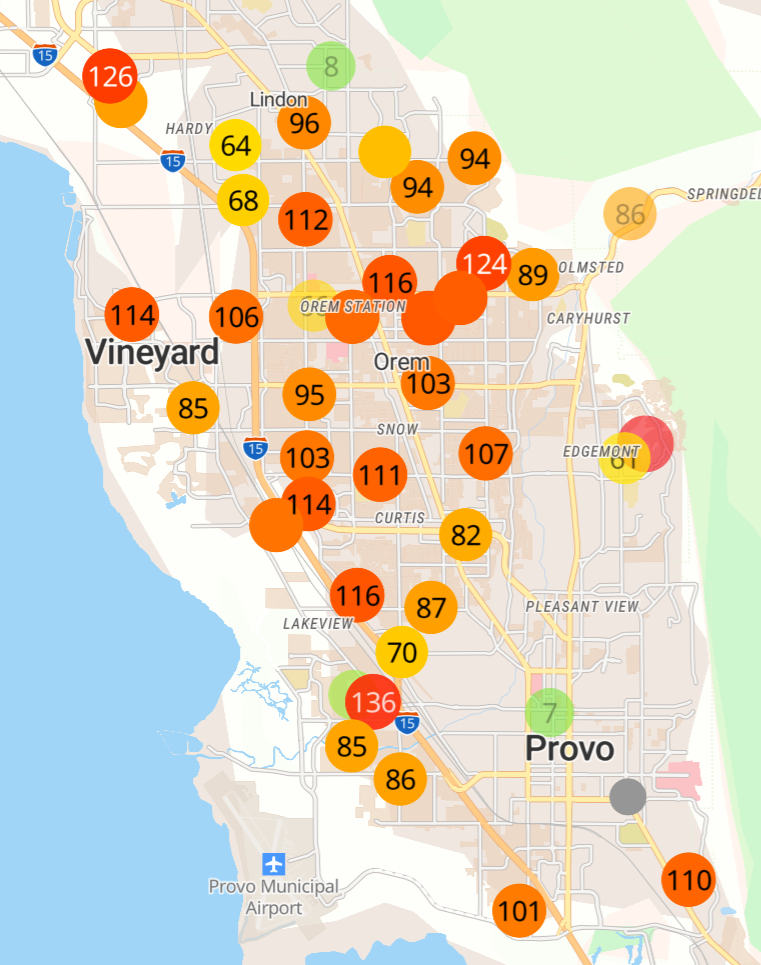 15
126
8
Lindon
96
HARDY
64
15
94
94
68
SPRINGDEL
86
112
124
OLMSTED
89
116
66
OREM STATION
114
106
CARYHURST
Vineyard
Orem
103
95
85
SNOW
15
EDGEMONT
61
103
107
111
114
CURTIS
82
116
87
PLEASANT VIEW
LAKEVIEW
70
136
7
15
85
Provo
86
Provo Municipal
Airport
110
101